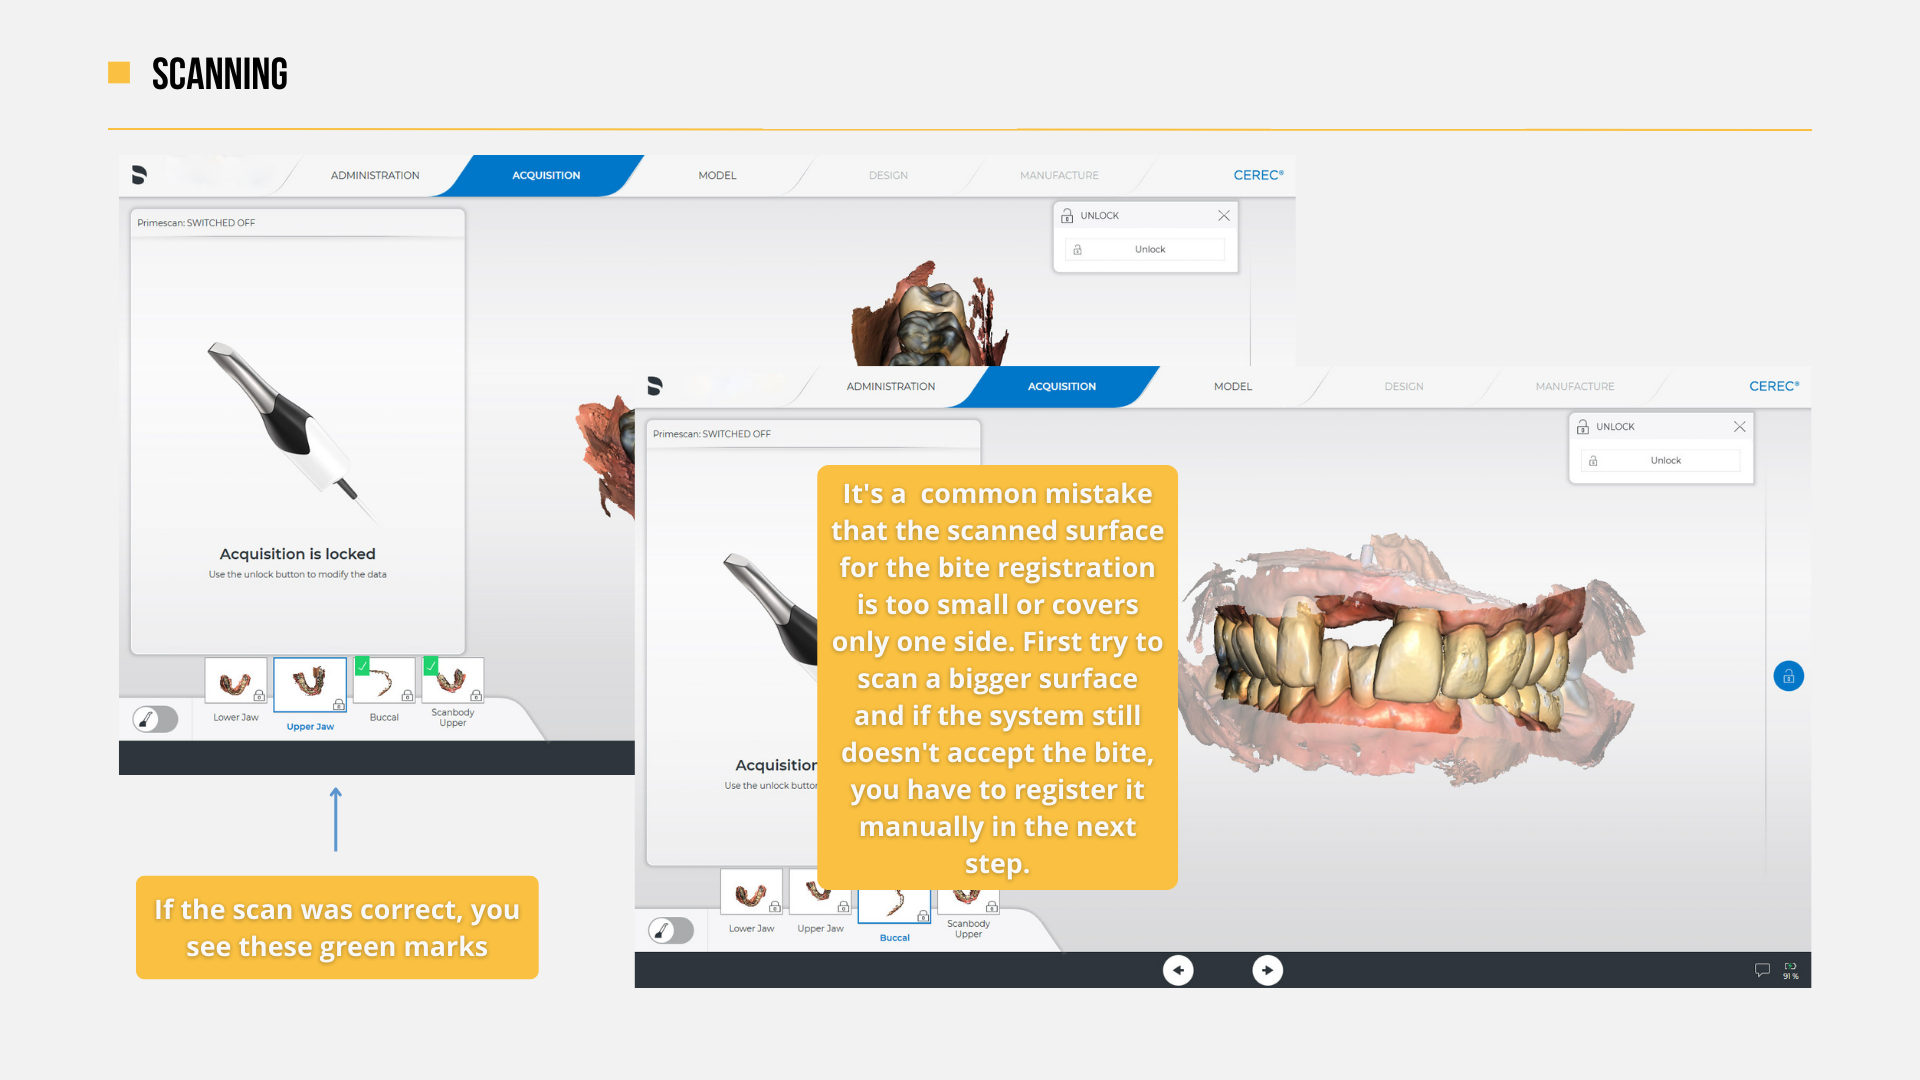 SCANNING
ADMINISTRATION
ACQUISITION
MODEL
DESIGN
MANUFACTURE
CEREC®
Primescan: SWITCHED OFF
UNLOCK
Unlock
Acquisition is locked
Use the unlock button to modify the data
Lower Jaw
Upper Jaw
Buccal
Scanbody
Upper
If the scan was correct, you
see these green marks
ADMINISTRATION
ACQUISITION
MODEL
DESIGN
MANUFACTURE
CEREC®
Primescan: SWITCHED OFF
UNLOCK
Unlock
It's a common mistake
that the scanned surface
for the bite registration
is too small or covers
only one side. First try to
scan a bigger surface
and if the system still
doesn't accept the bite,
you have to register it
manually in the next
step.
Acquisition
Use the unlock button
Lower Jaw
Upper Jaw
Buccal
Scanbody
Upper
91 %